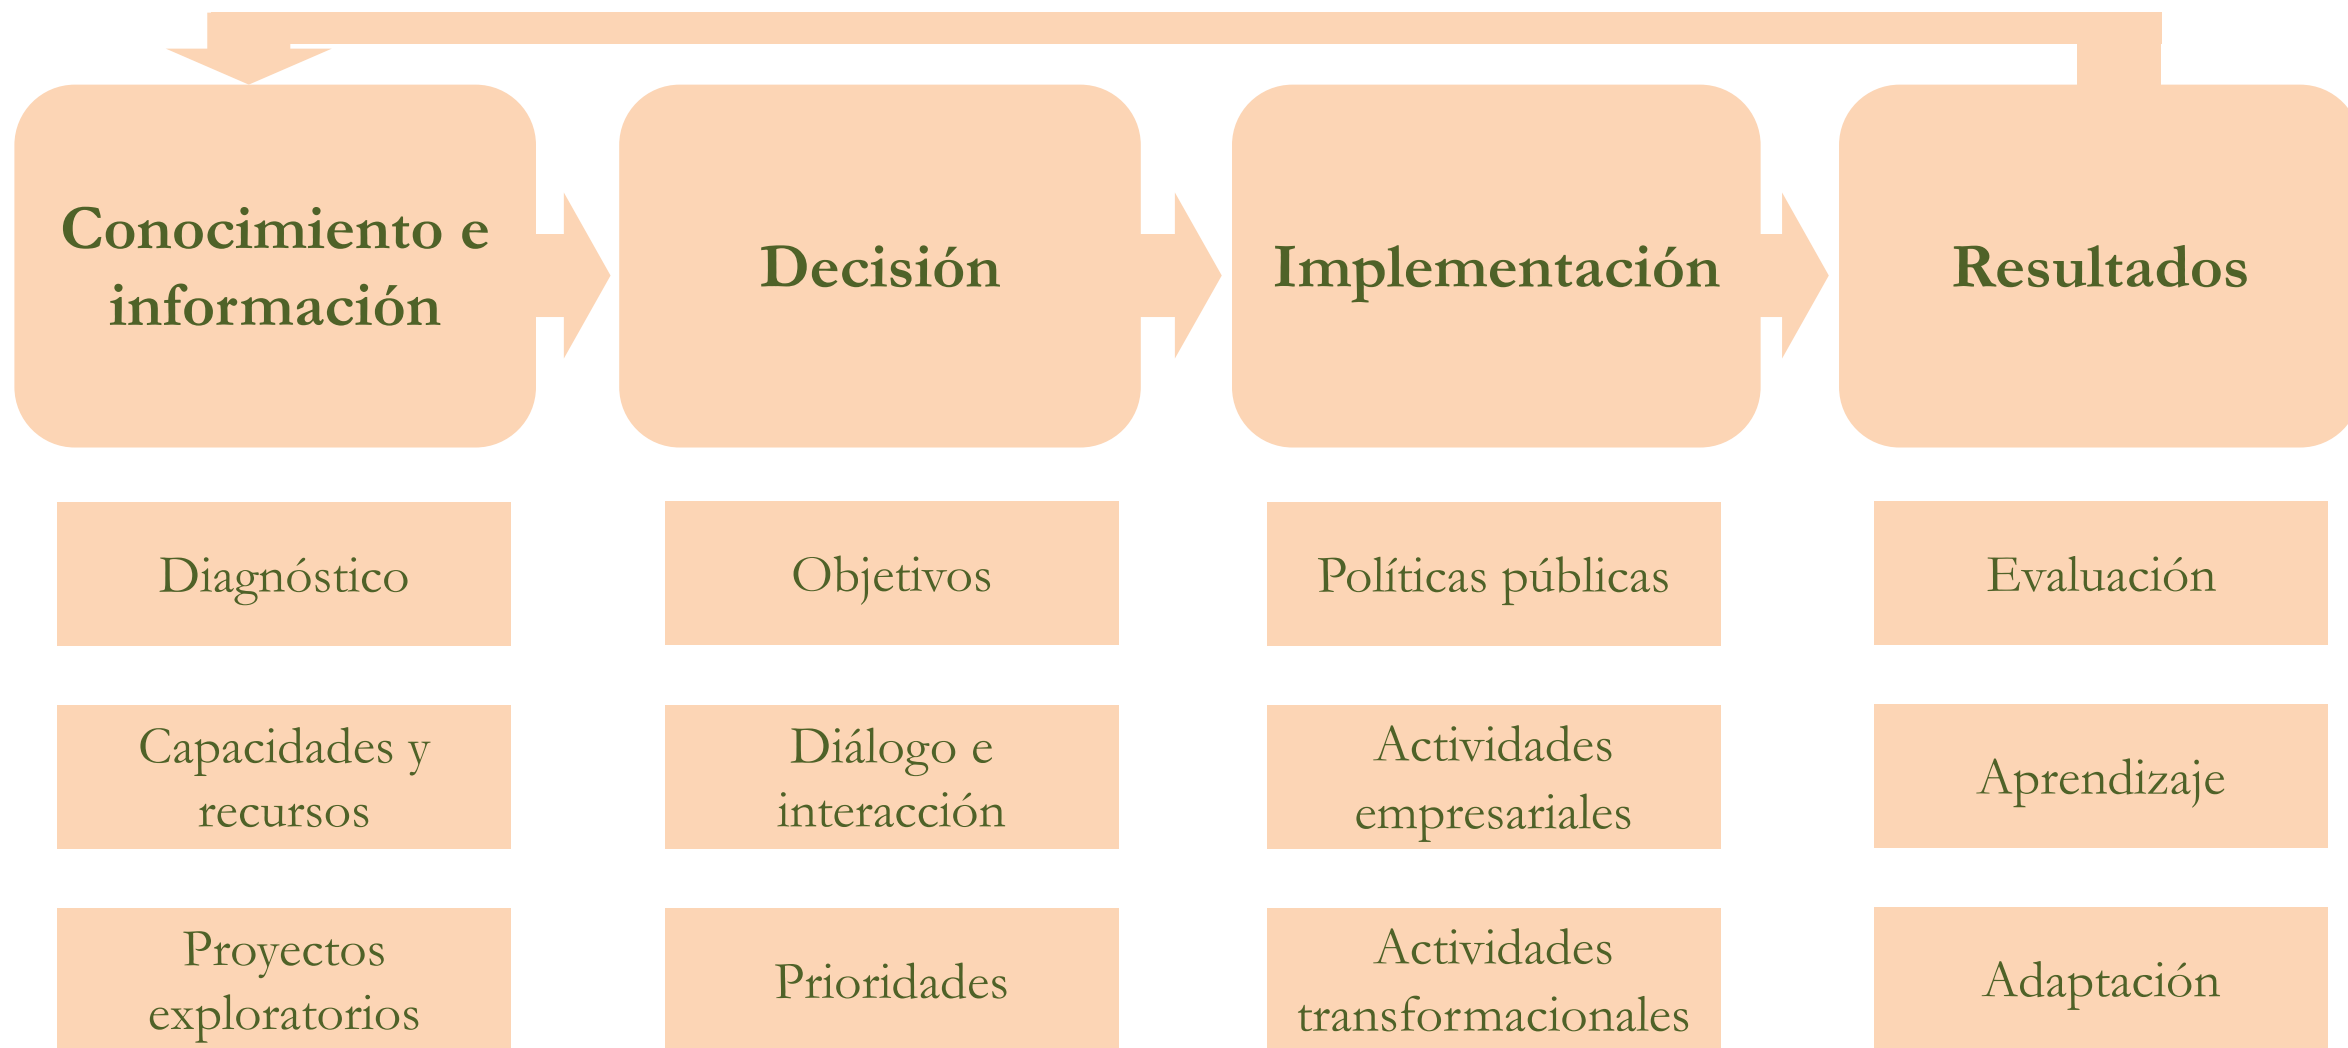 Conocimiento e
información
Decisión
Implementación
Resultados
Diagnóstico
Objetivos
Políticas públicas
Evaluación
Capacidades y
recursos
Diálogo e
interacción
Actividades
empresariales
Aprendizaje
Proyectos
exploratorios
Prioridades
Actividades
transformacionales
Adaptación